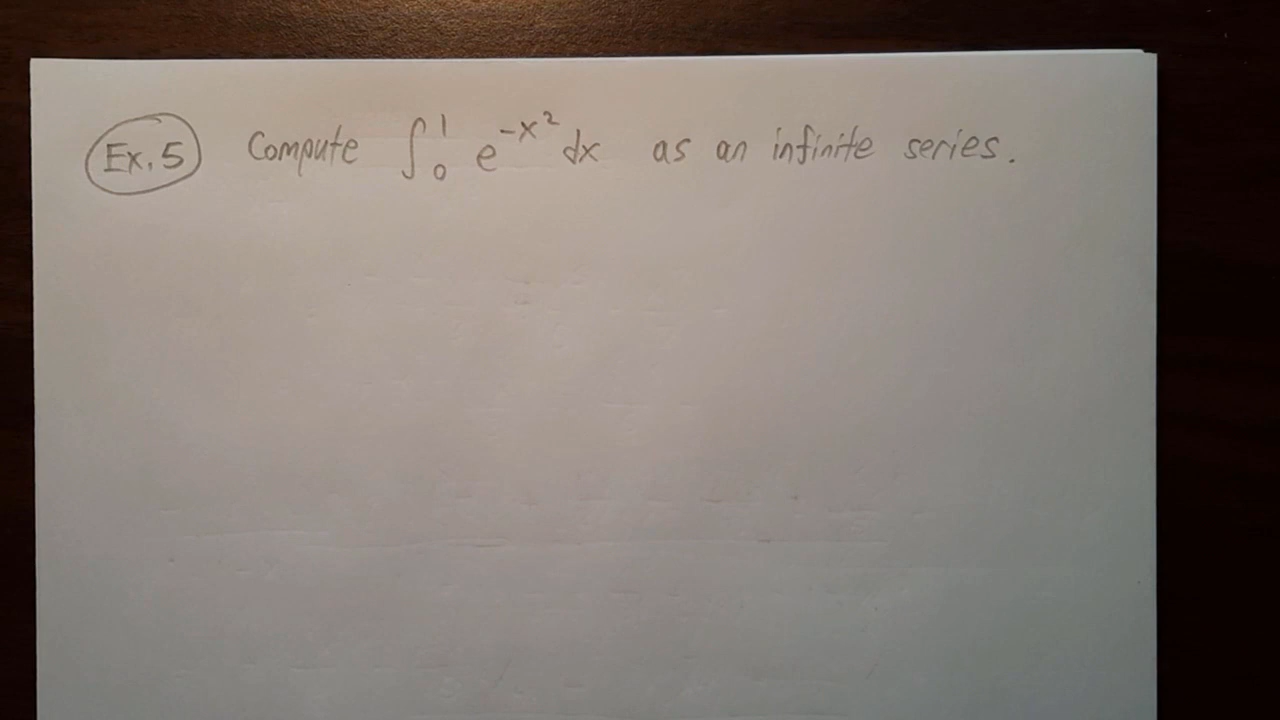 Ex. 5 Compute ∫₀¹ e^{-x²} dx as an infinite series.